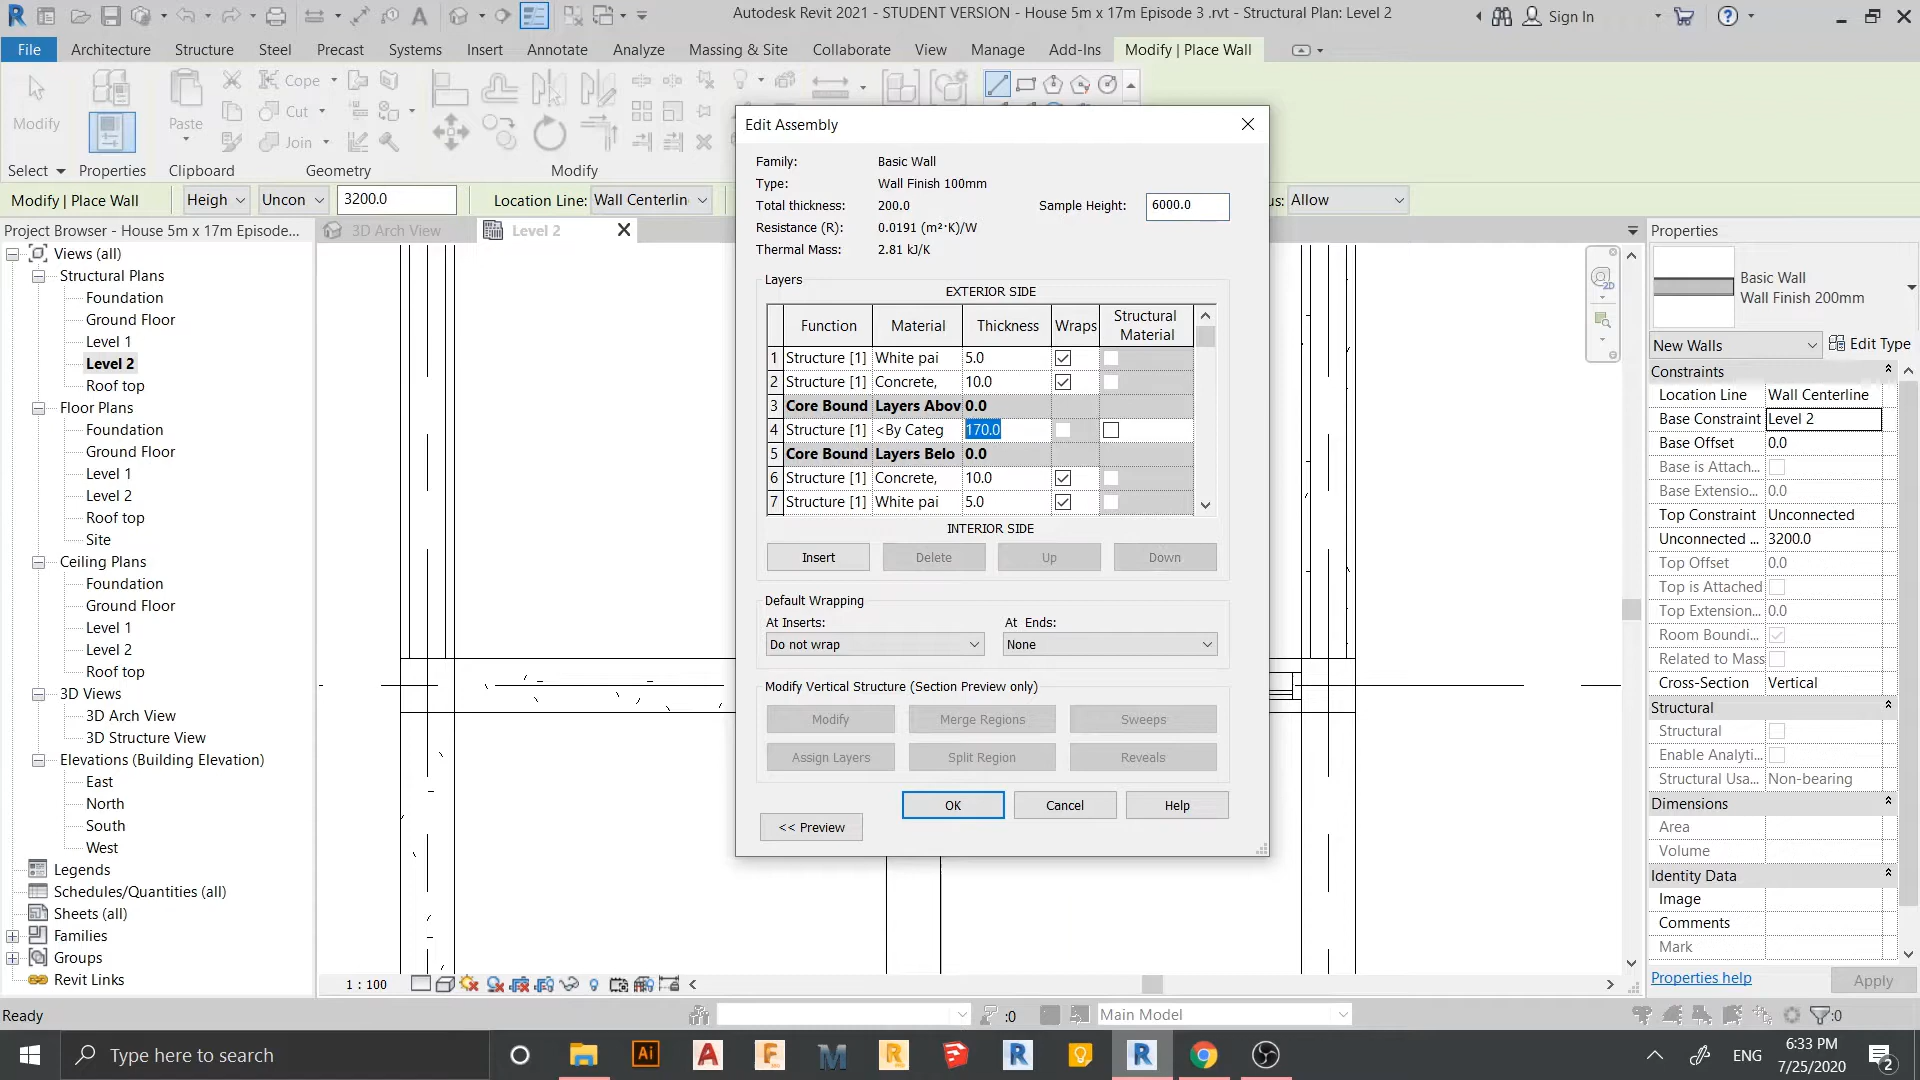 Autodesk Revit 2021 - STUDENT VERSION - House 5m x 17m Episode 3 .rvt - Structural Plan: Level 2
Sign In
File Architecture Structure Steel Precast Systems Insert Annotate Analyze Massing & Site Collaborate View Manage Add-Ins Modify | Place Wall
Cope
Modify
Paste
Cut
Join
Select Properties Clipboard Geometry Modify
Modify | Place Wall Heigh Uncon 3200.0 Location Line: Wall Centerlin us: Allow
Project Browser - House 5m x 17m Episode...
Views (all)
Structural Plans
Foundation
Ground Floor
Level 1
Level 2
Roof top
Floor Plans
Foundation
Ground Floor
Level 1
Level 2
Roof top
Site
Ceiling Plans
Foundation
Ground Floor
Level 1
Level 2
Roof top
3D Views
3D Arch View
3D Structure View
Elevations (Building Elevation)
East
North
South
West
Legends
Schedules/Quantities (all)
Sheets (all)
Families
Groups
Revit Links
3D Arch View
Level 2
Edit Assembly
Family: Basic Wall
Type: Wall Finish 100mm
Total thickness: 200.0 Sample Height: 6000.0
Resistance (R): 0.0191 (m²·K)/W
Thermal Mass: 2.81 kJ/K
Layers
EXTERIOR SIDE
Function Material Thickness Wraps Structural Material
1 Structure [1] White pai 5.0
2 Structure [1] Concrete, 10.0
3 Core Bound Layers Abov 0.0
4 Structure [1] <By Categ 170.0
5 Core Bound Layers Belo 0.0
6 Structure [1] Concrete, 10.0
7 Structure [1] White pai 5.0
INTERIOR SIDE
Insert Delete Up Down
Default Wrapping
At Inserts: At Ends:
Do not wrap None
Modify Vertical Structure (Section Preview only)
Modify Merge Regions Sweeps
Assign Layers Split Region Reveals
OK Cancel Help
<< Preview
2D
Properties
Basic Wall
Wall Finish 200mm
New Walls Edit Type
Constraints
Location Line Wall Centerline
Base Constraint Level 2
Base Offset 0.0
Base is Attach...
Base Extensio... 0.0
Top Constraint Unconnected
Unconnected ... 3200.0
Top Offset 0.0
Top is Attached
Top Extension... 0.0
Room Boundi...
Related to Mass
Cross-Section Vertical
Structural
Structural
Enable Analyti...
Structural Usa... Non-bearing
Dimensions
Area
Volume
Identity Data
Image
Comments
Mark
Properties help Apply
1 : 100
Ready :0 Main Model :0
Type here to search
ENG
6:33 PM
7/25/2020
2